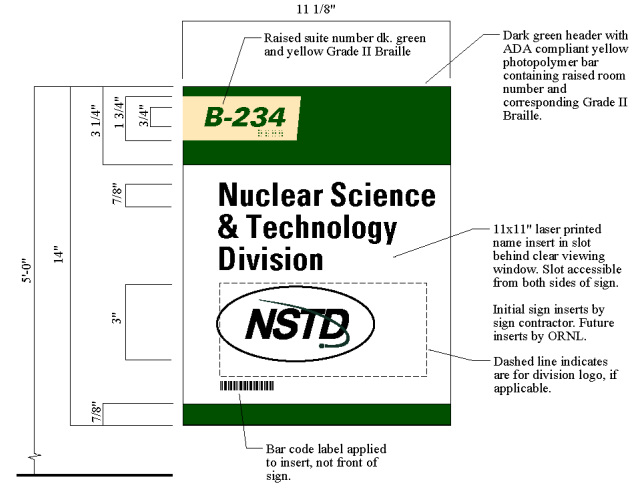 11 1/8"
Raised suite number dk. green
and yellow Grade II Braille
Dark green header with
ADA compliant yellow
photopolymer bar
containing raised room
number and
corresponding Grade II
Braille.
3 1/4"
1 3/4"
3/4"
B-234
7/8"
Nuclear Science
& Technology
Division
11x11" laser printed
name insert in slot
behind clear viewing
window. Slot accessible
from both sides of sign.
5'-0"
14"
3"
NSTD
Initial sign inserts by
sign contractor. Future
inserts by ORNL.
Dashed line indicates
are for division logo, if
applicable.
7/8"
Bar code label applied
to insert, not front of
sign.